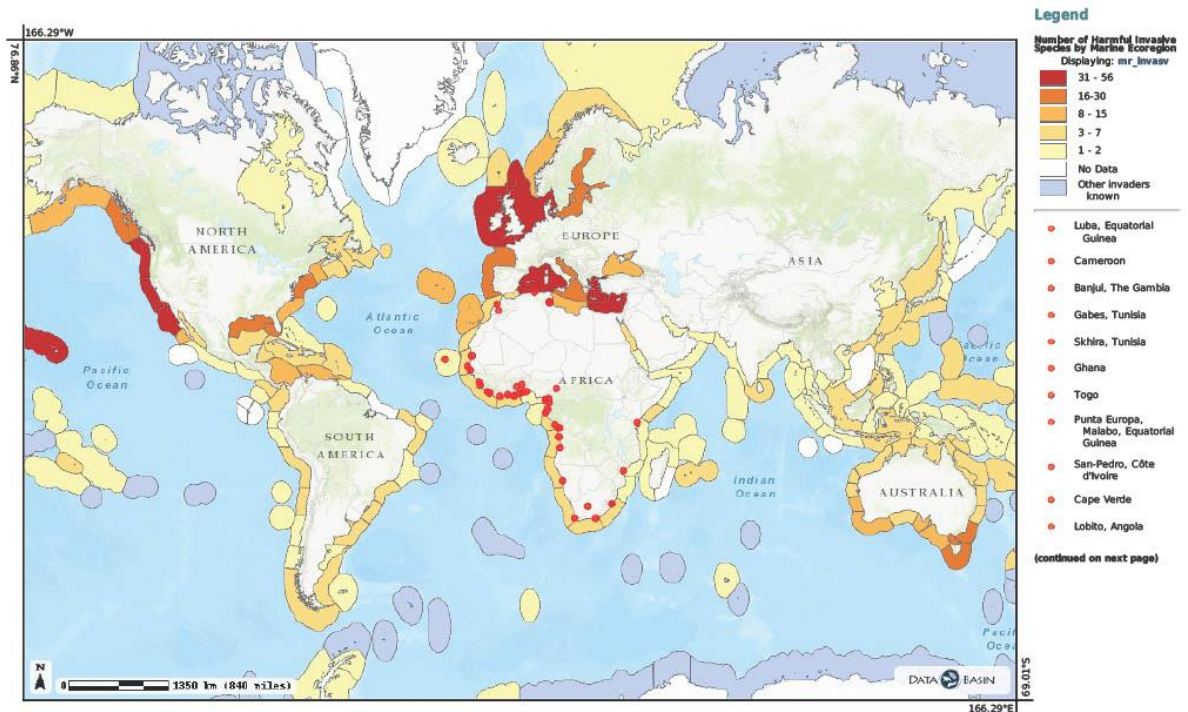 166.29°W
76.86°N
NORTH
AMERICA
EUROPE
ASIA
Atlantic
Ocean
Pacific
Ocean
AFRICA
SOUTH
AMERICA
Indian
Ocean
AUSTRALIA
Ocean
N
0 1350 km (840 miles)
DATA BASIN
69.01°S
166.29°E
Legend
Number of Harmful Invasive
Species by Marine Ecoregion
Displaying: mr_invasv
31 - 56
16-30
8 - 15
3 - 7
1 - 2
No Data
Other invaders
known
Luba, Equatorial
Guinea
Cameroon
Banjul, The Gambia
Gabes, Tunisia
Skhira, Tunisia
Ghana
Togo
Punta Europa,
Malabo, Equatorial
Guinea
San-Pedro, Côte
d'Ivoire
Cape Verde
Lobito, Angola
(continued on next page)